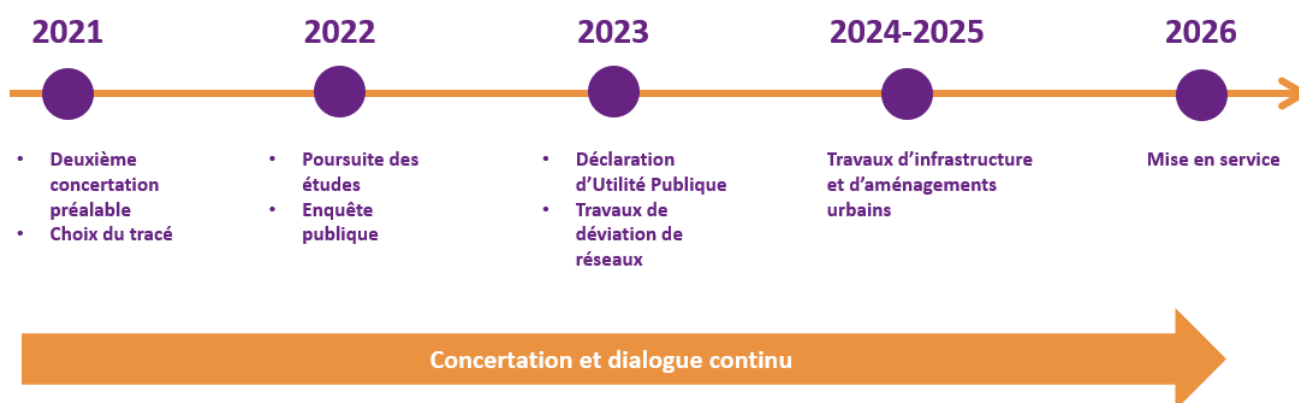 2021
• Deuxième
concertation
préalable
• Choix du tracé
2022
• Poursuite des
études
• Enquête
publique
2023
• Déclaration
d’Utilité Publique
• Travaux de
déviation de
réseaux
2024-2025
Travaux d’infrastructure
et d’aménagements
urbains
2026
Mise en service
Concertation et dialogue continu